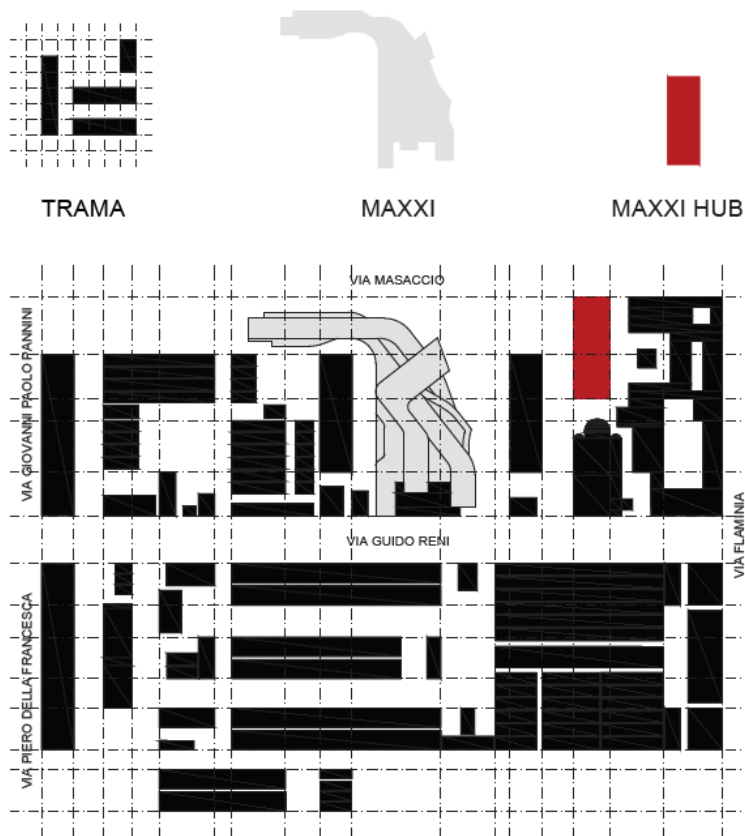 TRAMA
MAXXI
MAXXI HUB
VIA MASACCIO
VIA GIOVANNI PAOLO PANNINI
VIA GUIDO RENI
VIA FLAMINIA
VIA PIERO DELLA FRANCESCA